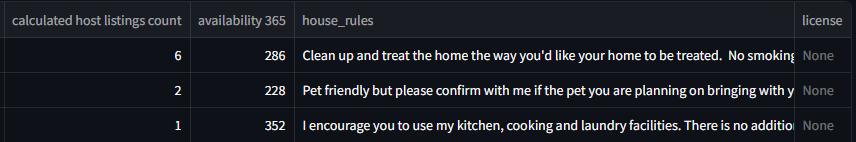 calculated host listings count availability 365 house_rules license
6 286 Clean up and treat the home the way you'd like your home to be treated. No smoking None
2 228 Pet friendly but please confirm with me if the pet you are planning on bringing with y None
1 352 I encourage you to use my kitchen, cooking and laundry facilities. There is no additio None